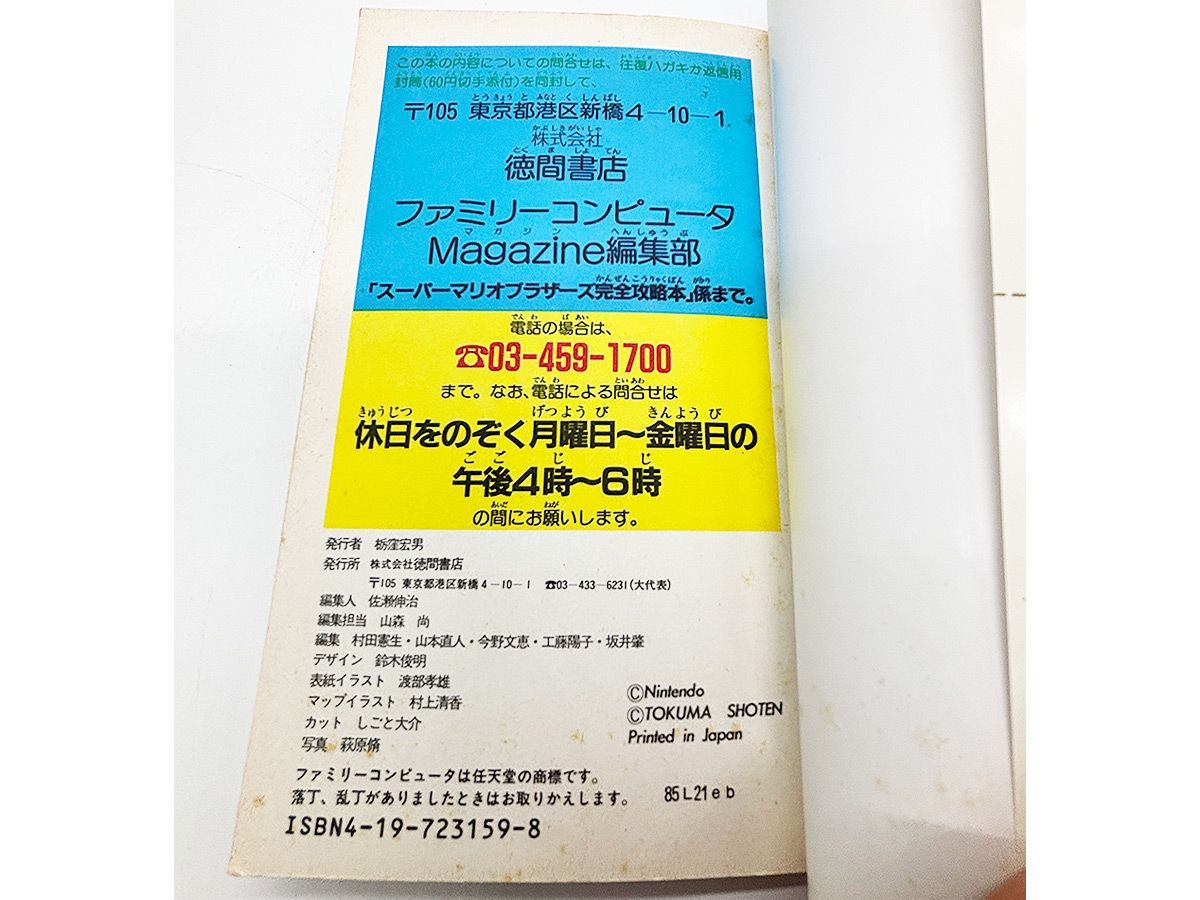 この本の内容についての問合せは、往復ハガキか返信用
封筒(60円切手添付)を同封して、
〒105 東京都港区新橋4-10-1
株式会社
徳間書店
ファミリーコンピュータ
Magazine編集部
「スーパーマリオブラザーズ完全攻略本」係まで。
電話の場合は、
☎03-459-1700
まで。なお、電話による問合せは
休日をのぞく月曜日〜金曜日の
午後4時〜6時
の間にお願いします。
発行者 栃窪宏男
発行所 株式会社徳間書店
〒105 東京都港区新橋4-10-1 ☎03-433-6231(大代表)
編集人 佐瀬伸治
編集担当 山森 尚
編集 村田憲生・山本直人・今野文恵・工藤陽子・坂井肇
デザイン 鈴木俊明
表紙イラスト 渡部孝雄
マップイラスト 村上清香
カット しごと大介
写真 萩原脩
©Nintendo
©TOKUMA SHOTEN
Printed in Japan
ファミリーコンピュータは任天堂の商標です。
落丁、乱丁がありましたときはお取りかえします。 85L21eb
ISBN4-19-723159-8